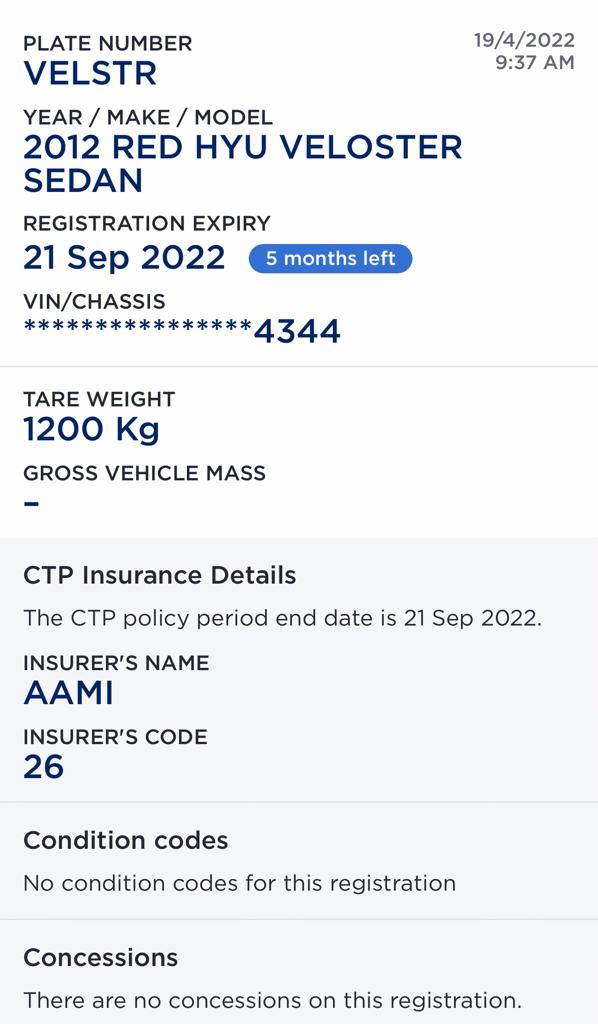 PLATE NUMBER
19/4/2022
VELSTR
9:37 AM
YEAR / MAKE / MODEL
2012 RED HYU VELOSTER
SEDAN
REGISTRATION EXPIRY
21 Sep 2022 5 months left
VIN/CHASSIS
****************4344
TARE WEIGHT
1200 Kg
GROSS VEHICLE MASS
–
CTP Insurance Details
The CTP policy period end date is 21 Sep 2022.
INSURER'S NAME
AAMI
INSURER'S CODE
26
Condition codes
No condition codes for this registration
Concessions
There are no concessions on this registration.